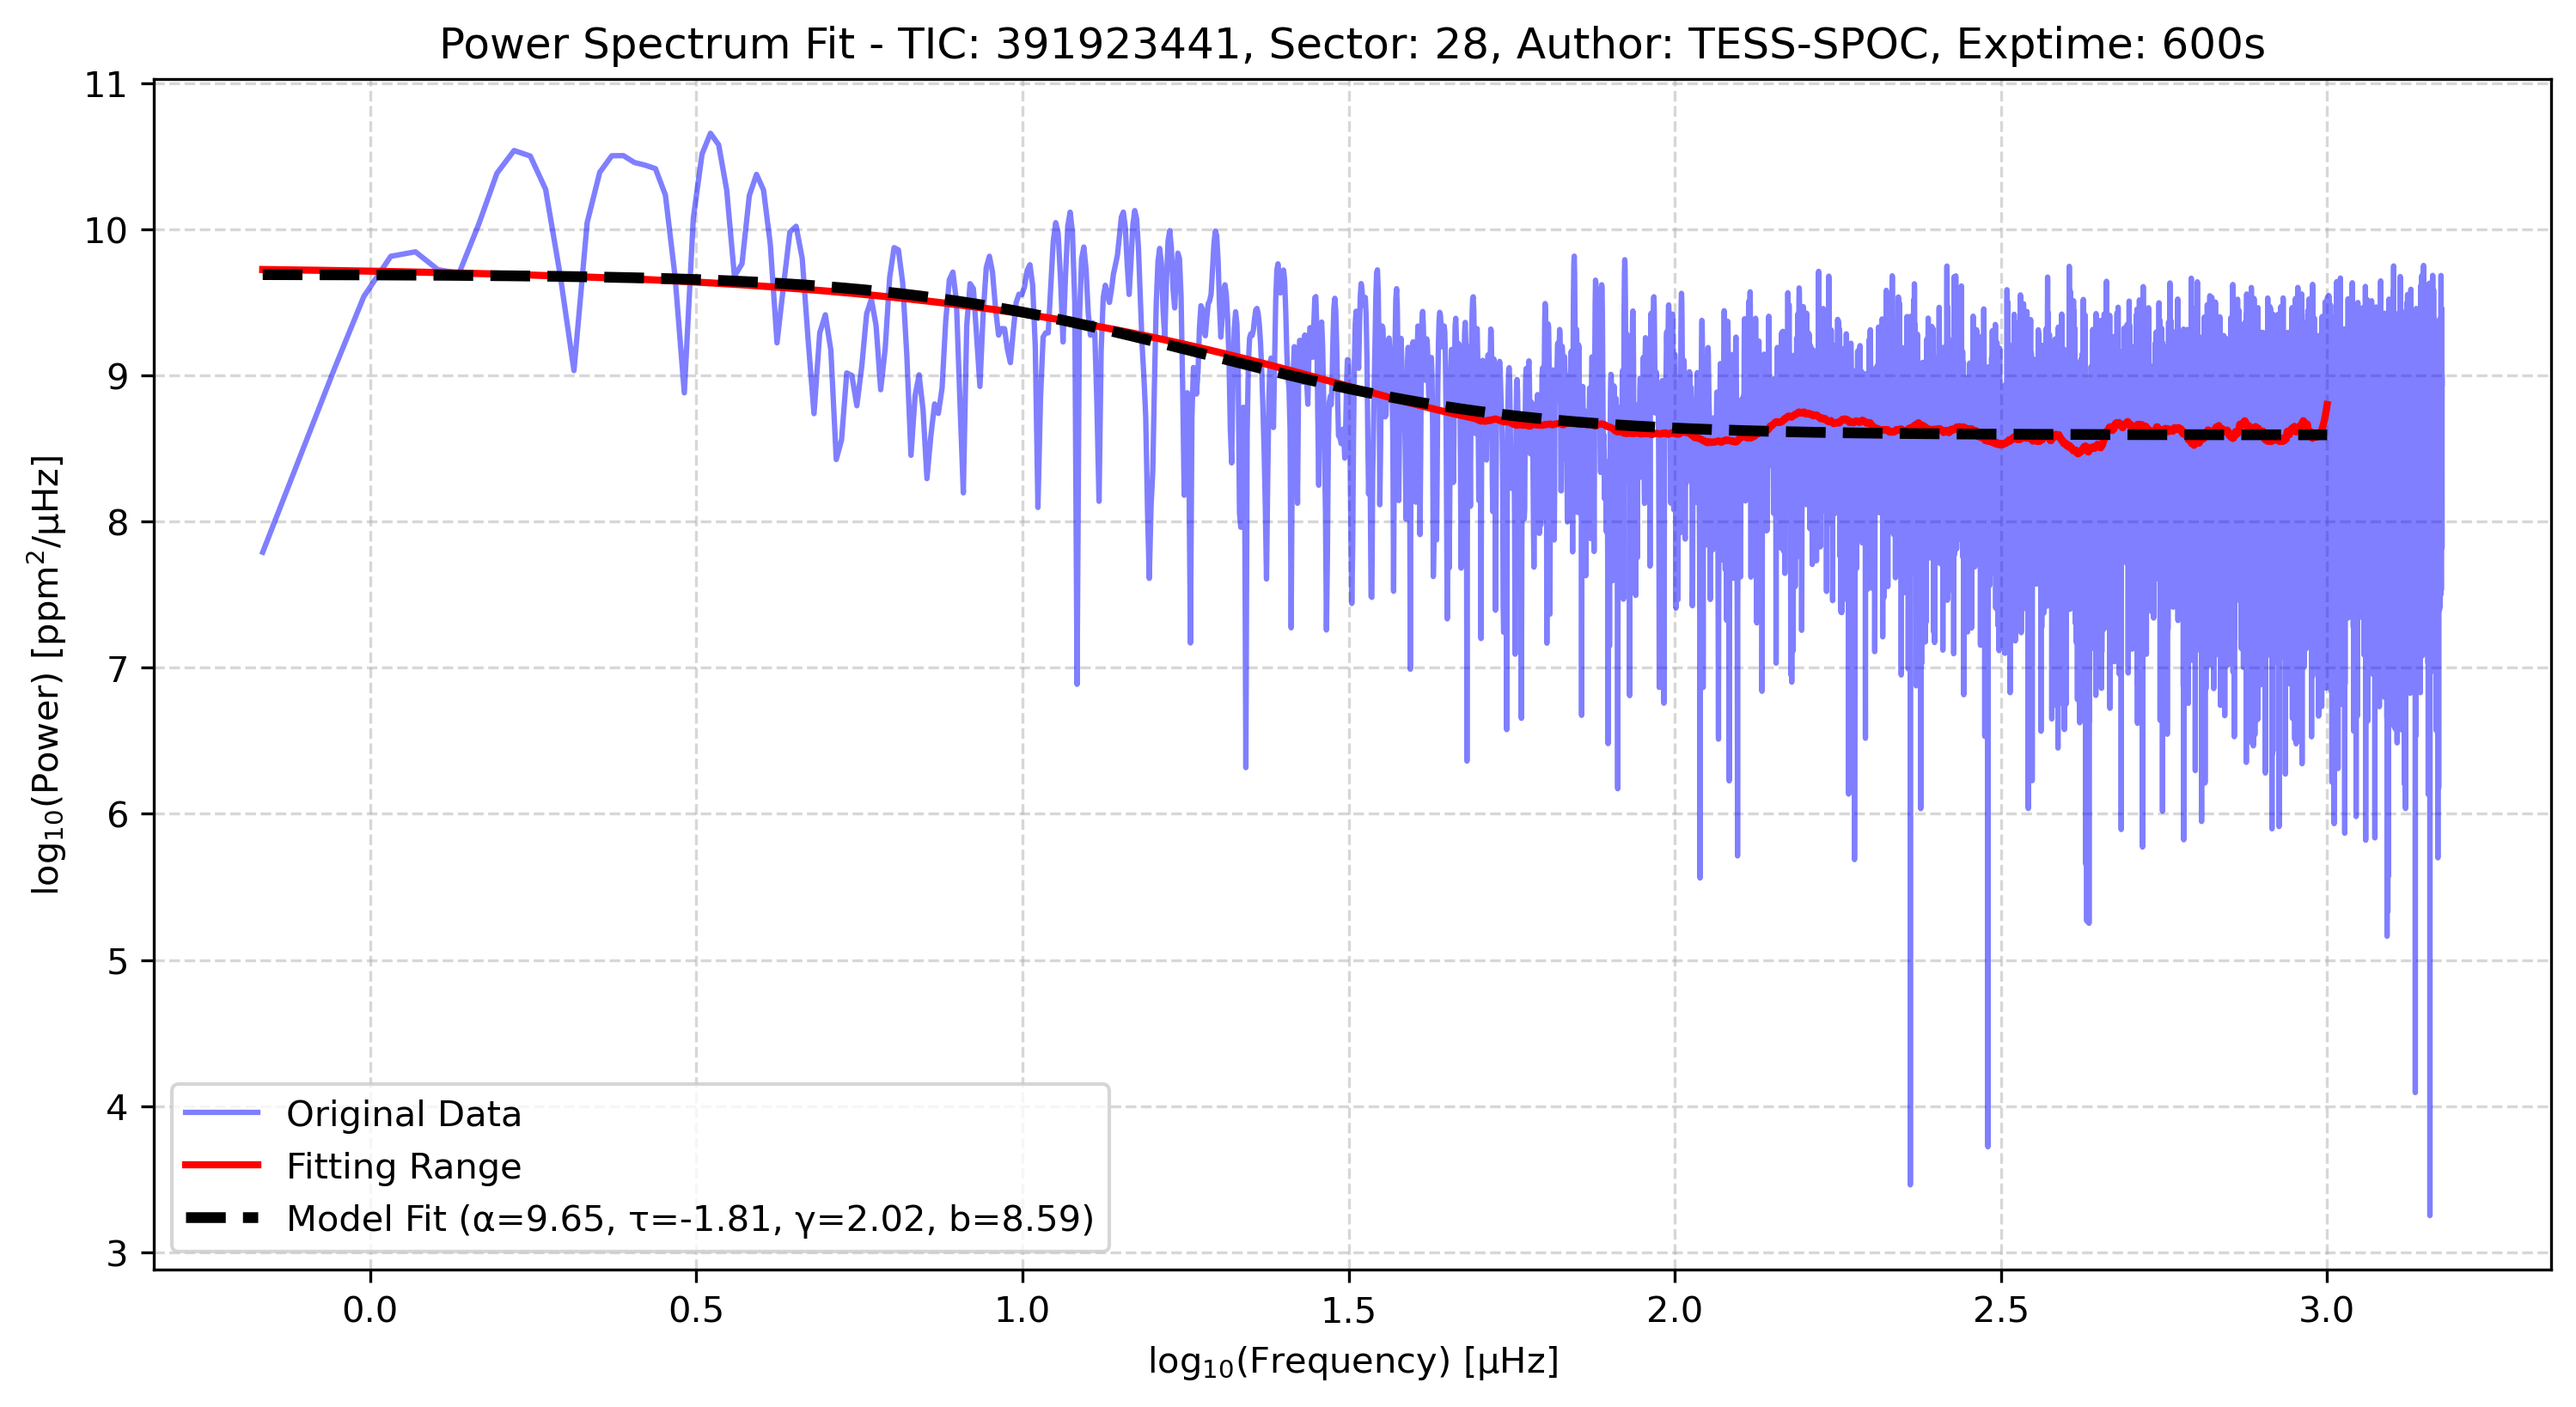 Power Spectrum Fit - TIC: 391923441, Sector: 28, Author: TESS-SPOC, Exptime: 600s
log₁₀(Power) [ppm²/μHz]
11
10
9
8
7
6
5
4
3
Original Data
Fitting Range
Model Fit (α=9.65, τ=-1.81, γ=2.02, b=8.59)
0.0 0.5 1.0 1.5 2.0 2.5 3.0
log₁₀(Frequency) [μHz]